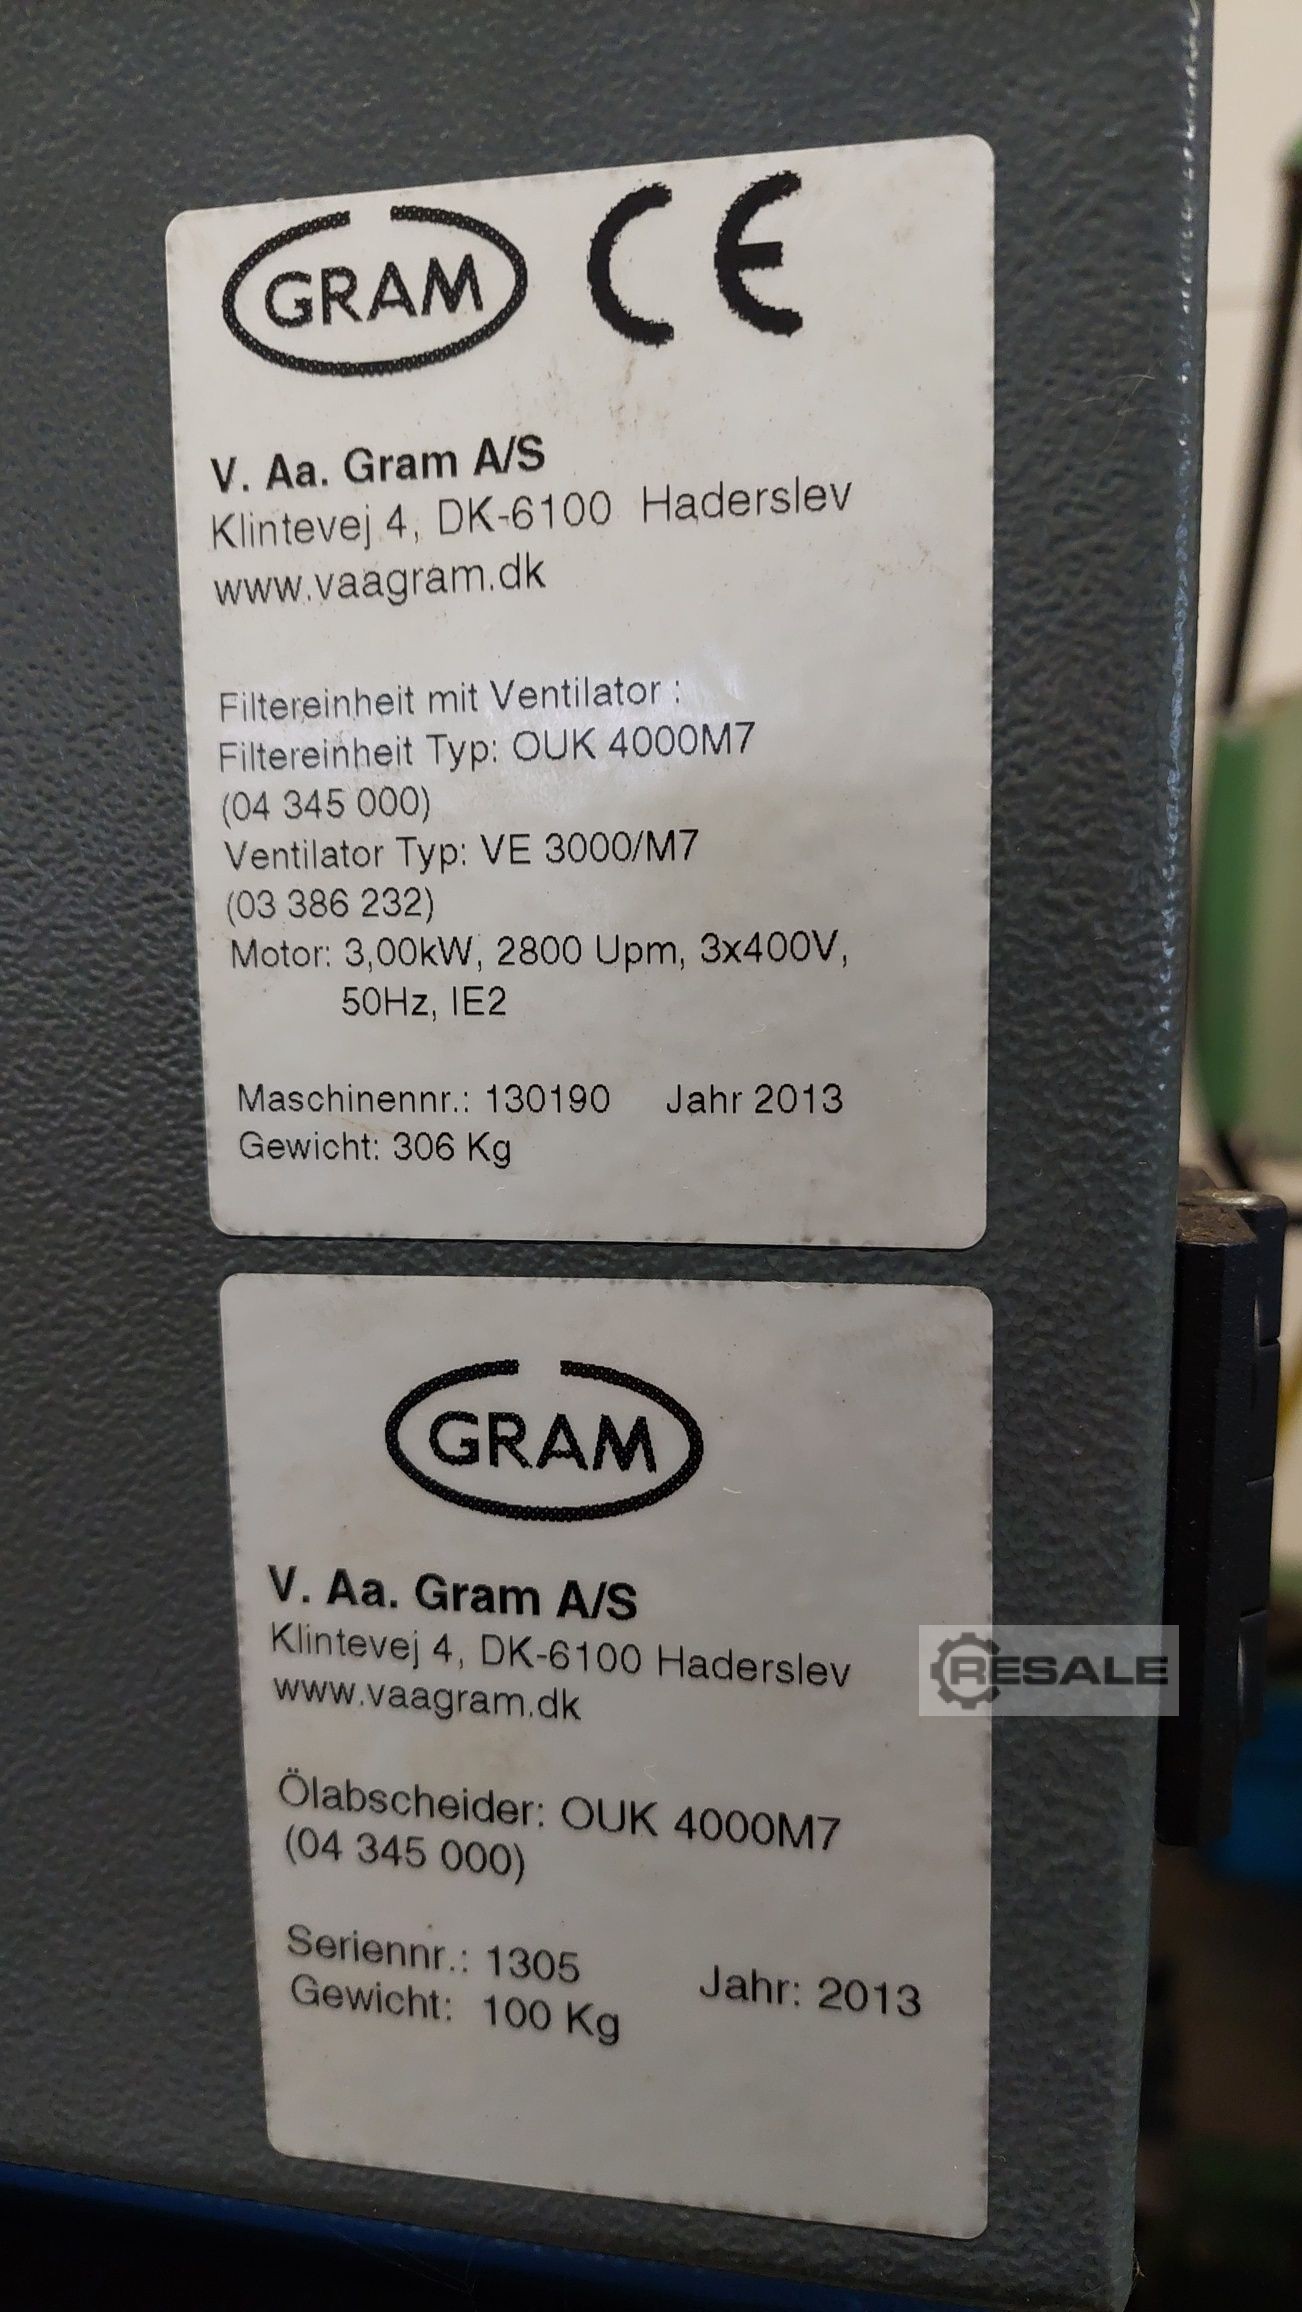 GRAM CE
V. Aa. Gram A/S
Klintevej 4, DK-6100 Haderslev
www.vaagram.dk
Filtereinheit mit Ventilator :
Filtereinheit Typ: OUK 4000M7
(04 345 000)
Ventilator Typ: VE 3000/M7
(03 386 232)
Motor: 3,00kW, 2800 Upm, 3x400V,
50Hz, IE2
Maschinennr.: 130190 Jahr 2013
Gewicht: 306 Kg
GRAM
V. Aa. Gram A/S
Klintevej 4, DK-6100 Haderslev
www.vaagram.dk
Ölabscheider: OUK 4000M7
(04 345 000)
Seriennr.: 1305 Jahr: 2013
Gewicht: 100 Kg
RESALE